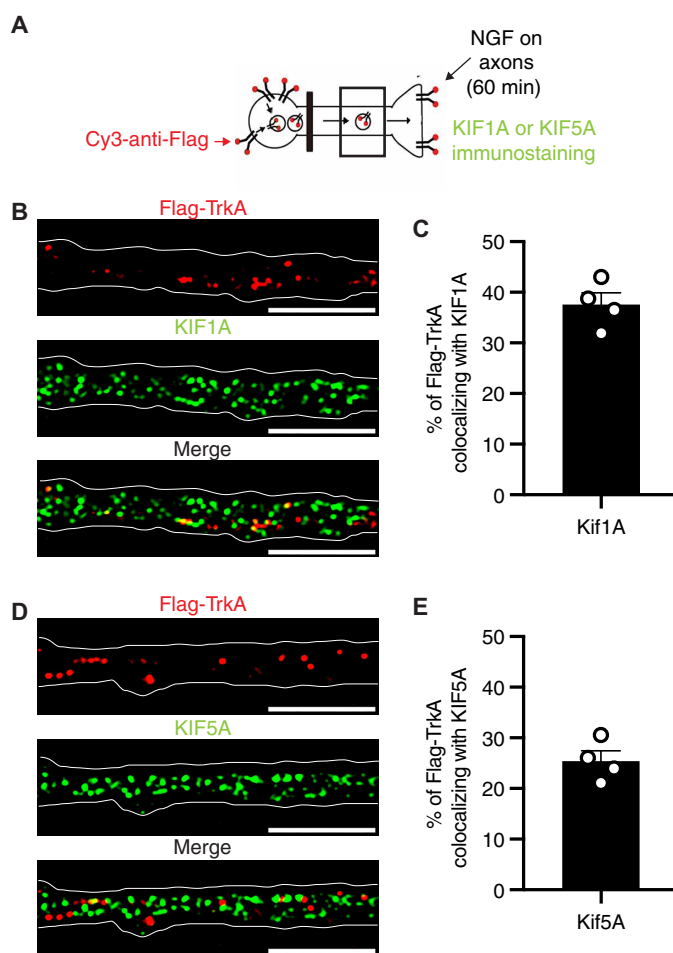 A
NGF on
axons
(60 min)
Cy3-anti-Flag
KIF1A or KIF5A
immunostaining
B
Flag-TrkA
KIF1A
Merge
C
% of Flag-TrkA
colocalizing with KIF1A
50
40
30
20
10
0
Kif1A
D
Flag-TrkA
KIF5A
Merge
E
% of Flag-TrkA
colocalizing with KIF5A
50
40
30
20
10
0
Kif5A